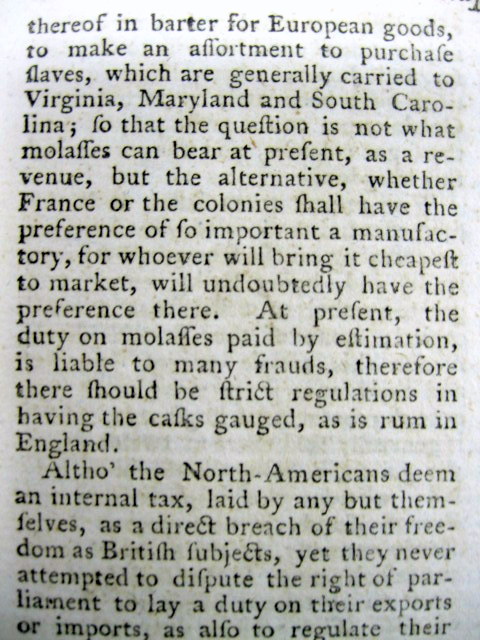 thereof in barter for European goods,
to make an aſſortment to purchaſe
ſlaves, which are generally carried to
Virginia, Maryland and South Caro-
lina; ſo that the queſtion is not what
molaſſes can bear at preſent, as a re-
venue, but the alternative, whether
France or the colonies ſhall have the
preference of ſo important a manufac-
tory, for whoever will bring it cheapeſt
to market, will undoubtedly have the
preference there. At preſent, the
duty on molaſſes paid by eſtimation,
is liable to many frauds, therefore
there ſhould be ſtrict regulations in
having the caſks gauged, as is rum in
England.
Altho' the North-Americans deem
an internal tax, laid by any but them-
ſelves, as a direct breach of their free-
dom as Britiſh ſubjects, yet they never
attempted to diſpute the right of par-
liament to lay a duty on their exports
or imports, as alſo to regulate their